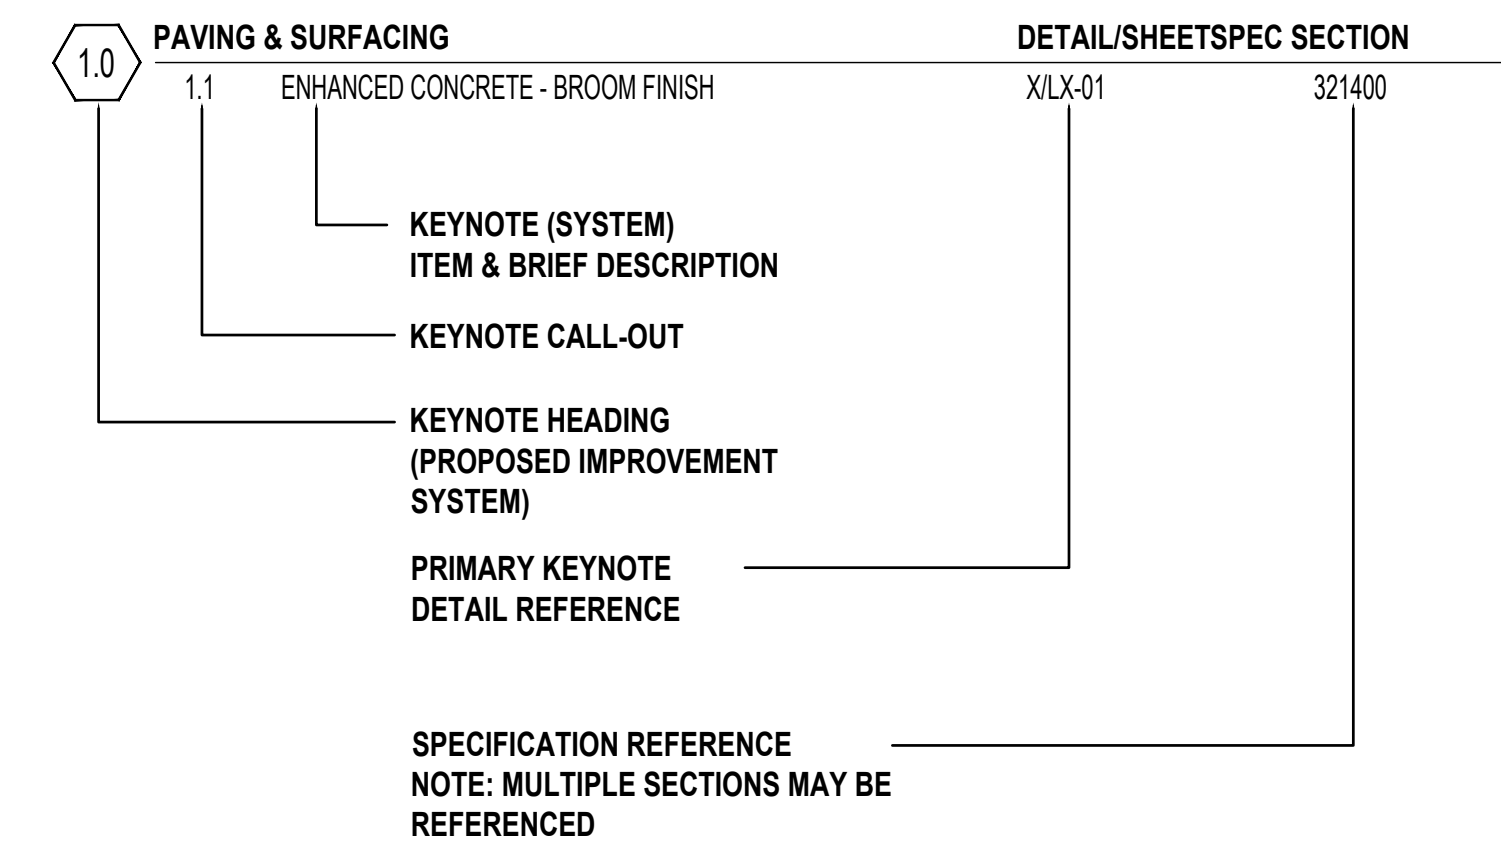 1.0
PAVING & SURFACING DETAIL/SHEETSPEC SECTION
1.1 ENHANCED CONCRETE - BROOM FINISH X/LX-01 321400
KEYNOTE (SYSTEM)
ITEM & BRIEF DESCRIPTION
KEYNOTE CALL-OUT
KEYNOTE HEADING
(PROPOSED IMPROVEMENT
SYSTEM)
PRIMARY KEYNOTE
DETAIL REFERENCE
SPECIFICATION REFERENCE
NOTE: MULTIPLE SECTIONS MAY BE
REFERENCED